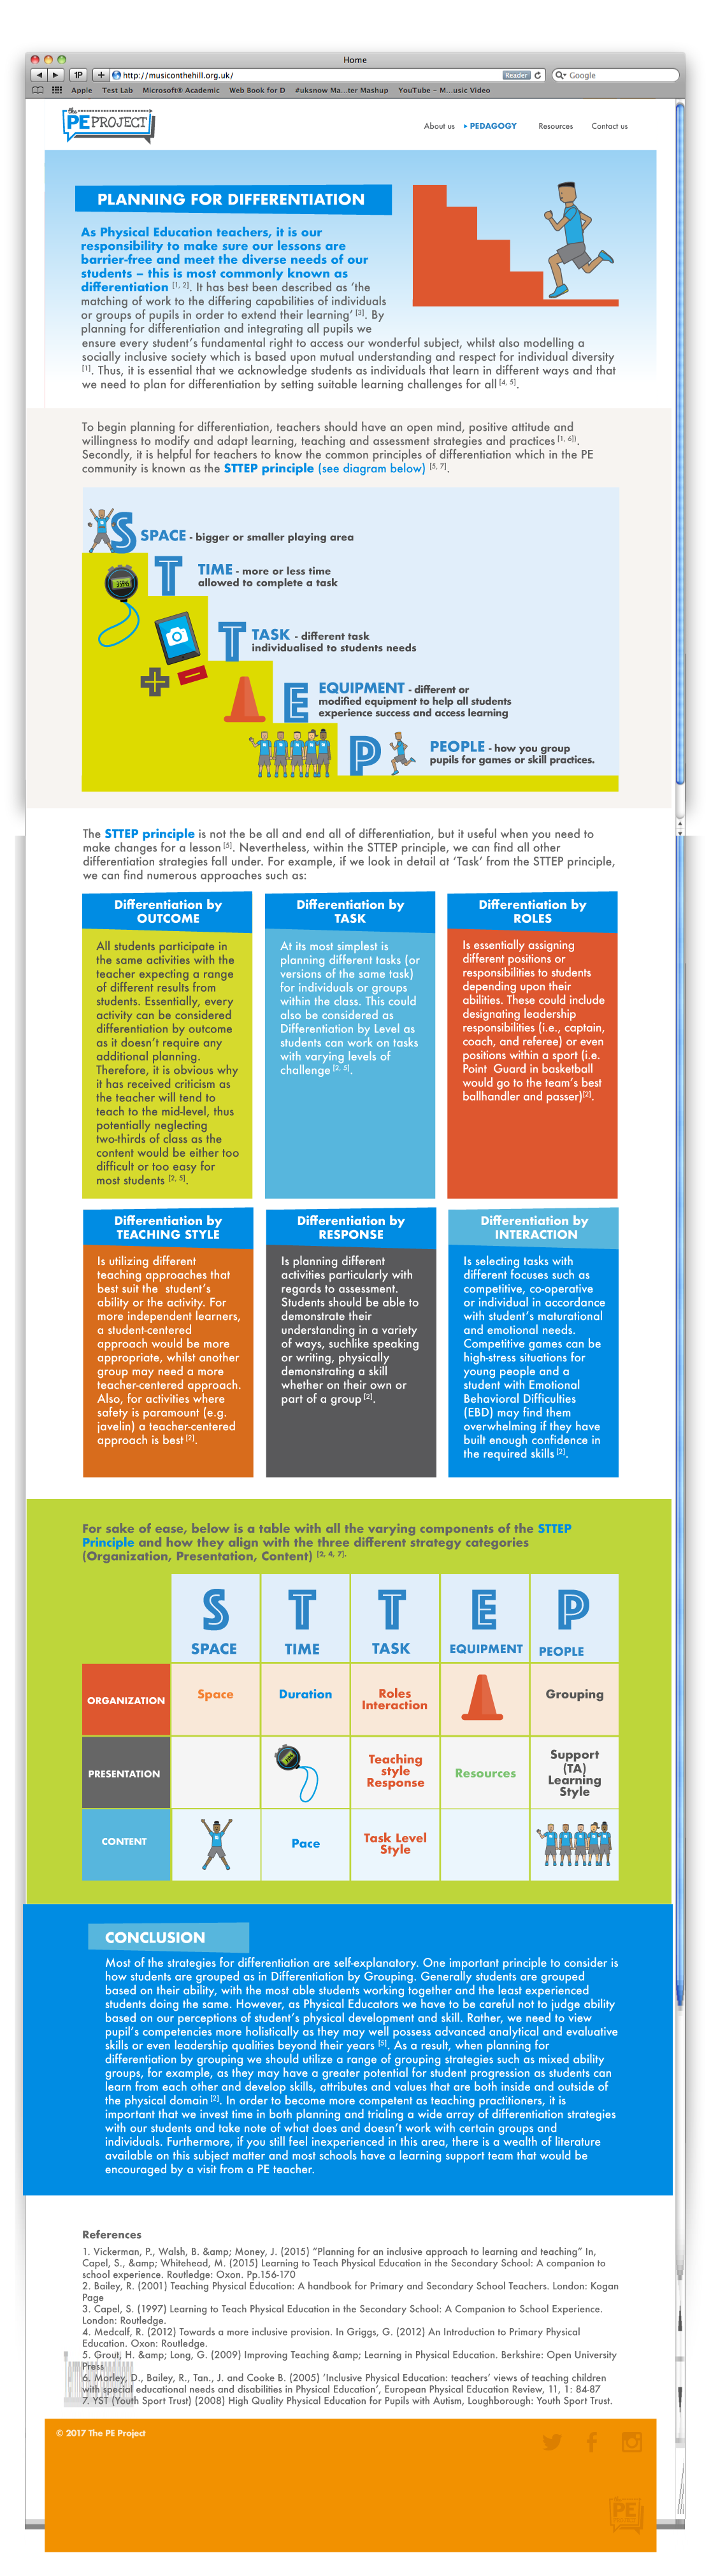 Home
1P
+
http://musiconthehill.org.uk/
Reader
Google
Apple Test Lab Microsoft® Academic Web Book for D #uksnow Ma...ter Mashup YouTube – M...usic Video
the
PE PROJECT
About us PEDAGOGY Resources Contact us
PLANNING FOR DIFFERENTIATION
As Physical Education teachers, it is our
responsibility to make sure our lessons are
barrier-free and meet the diverse needs of our
students – this is most commonly known as
differentiation [1, 2]. It has best been described as ‘the
matching of work to the differing capabilities of individuals
or groups of pupils in order to extend their learning’ [3]. By
planning for differentiation and integrating all pupils we
ensure every student’s fundamental right to access our wonderful subject, whilst also modelling a
socially inclusive society which is based upon mutual understanding and respect for individual diversity
[1]. Thus, it is essential that we acknowledge students as individuals that learn in different ways and that
we need to plan for differentiation by setting suitable learning challenges for all [4, 5].
To begin planning for differentiation, teachers should have an open mind, positive attitude and
willingness to modify and adapt learning, teaching and assessment strategies and practices [1, 6]].
Secondly, it is helpful for teachers to know the common principles of differentiation which in the PE
community is known as the STTEP principle (see diagram below) [5, 7].
S SPACE - bigger or smaller playing area
T TIME - more or less time
allowed to complete a task
T TASK - different task
individualised to students needs
E EQUIPMENT - different or
modified equipment to help all students
experience success and access learning
P PEOPLE - how you group
pupils for games or skill practices.
The STTEP principle is not the be all and end all of differentiation, but it useful when you need to
make changes for a lesson [5]. Nevertheless, within the STTEP principle, we can find all other
differentiation strategies fall under. For example, if we look in detail at ‘Task’ from the STTEP principle,
we can find numerous approaches such as:
Differentiation by
OUTCOME
All students participate in
the same activities with the
teacher expecting a range
of different results from
students. Essentially, every
activity can be considered
differentiation by outcome
as it doesn’t require any
additional planning.
Therefore, it is obvious why
it has received criticism as
the teacher will tend to
teach to the mid-level, thus
potentially neglecting
two-thirds of class as the
content would be either too
difficult or too easy for
most students [2, 5].
Differentiation by
TASK
At its most simplest is
planning different tasks (or
versions of the same task)
for individuals or groups
within the class. This could
also be considered as
Differentiation by Level as
students can work on tasks
with varying levels of
challenge [2, 5].
Differentiation by
ROLES
Is essentially assigning
different positions or
responsibilities to students
depending upon their
abilities. These could include
designating leadership
responsibilities (i.e., captain,
coach, and referee) or even
positions within a sport (i.e.
Point Guard in basketball
would go to the team’s best
ballhandler and passer)[2].
Differentiation by
TEACHING STYLE
Is utilizing different
teaching approaches that
best suit the student’s
ability or the activity. For
more independent learners,
a student-centered
approach would be more
appropriate, whilst another
group may need a more
teacher-centered approach.
Also, for activities where
safety is paramount (e.g.
javelin) a teacher-centered
approach is best [2].
Differentiation by
RESPONSE
Is planning different
activities particularly with
regards to assessment.
Students should be able to
demonstrate their
understanding in a variety
of ways, suchlike speaking
or writing, physically
demonstrating a skill
whether on their own or
part of a group [2].
Differentiation by
INTERACTION
Is selecting tasks with
different focuses such as
competitive, co-operative
or individual in accordance
with student’s maturational
and emotional needs.
Competitive games can be
high-stress situations for
young people and a
student with Emotional
Behavioral Difficulties
(EBD) may find them
overwhelming if they have
built enough confidence in
the required skills [2].
For sake of ease, below is a table with all the varying components of the STTEP
Principle and how they align with the three different strategy categories
(Organization, Presentation, Content) [2, 4, 7].
S T T E P
SPACE TIME TASK EQUIPMENT PEOPLE
ORGANIZATION Space Duration Roles Interaction Grouping
PRESENTATION Teaching style Response Resources Support (TA) Learning Style
CONTENT Pace Task Level Style
CONCLUSION
Most of the strategies for differentiation are self-explanatory. One important principle to consider is
how students are grouped as in Differentiation by Grouping. Generally students are grouped
based on their ability, with the most able students working together and the least experienced
students doing the same. However, as Physical Educators we have to be careful not to judge ability
based on our perceptions of student’s physical development and skill. Rather, we need to view
pupil’s competencies more holistically as they may well possess advanced analytical and evaluative
skills or even leadership qualities beyond their years [5]. As a result, when planning for
differentiation by grouping we should utilize a range of grouping strategies such as mixed ability
groups, for example, as they may have a greater potential for student progression as students can
learn from each other and develop skills, attributes and values that are both inside and outside of
the physical domain [2]. In order to become more competent as teaching practitioners, it is
important that we invest time in both planning and trialing a wide array of differentiation strategies
with our students and take note of what does and doesn’t work with certain groups and
individuals. Furthermore, if you still feel inexperienced in this area, there is a wealth of literature
available on this subject matter and most schools have a learning support team that would be
encouraged by a visit from a PE teacher.
References
1. Vickerman, P., Walsh, B. &amp; Money, J. (2015) “Planning for an inclusive approach to learning and teaching” In,
Capel, S., &amp; Whitehead, M. (2015) Learning to Teach Physical Education in the Secondary School: A companion to
school experience. Routledge: Oxon. Pp.156-170
2. Bailey, R. (2001) Teaching Physical Education: A handbook for Primary and Secondary School Teachers. London: Kogan
Page
3. Capel, S. (1997) Learning to Teach Physical Education in the Secondary School: A Companion to School Experience.
London: Routledge.
4. Medcalf, R. (2012) Towards a more inclusive provision. In Griggs, G. (2012) An Introduction to Primary Physical
Education. Oxon: Routledge.
5. Grout, H. &amp; Long, G. (2009) Improving Teaching &amp; Learning in Physical Education. Berkshire: Open University
Press
6. Morley, D., Bailey, R., Tan., J. and Cooke B. (2005) ‘Inclusive Physical Education: teachers’ views of teaching children
with special educational needs and disabilities in Physical Education’, European Physical Education Review, 11, 1: 84-87
7. YST (Youth Sport Trust) (2008) High Quality Physical Education for Pupils with Autism, Loughborough: Youth Sport Trust.
© 2017 The PE Project
PE